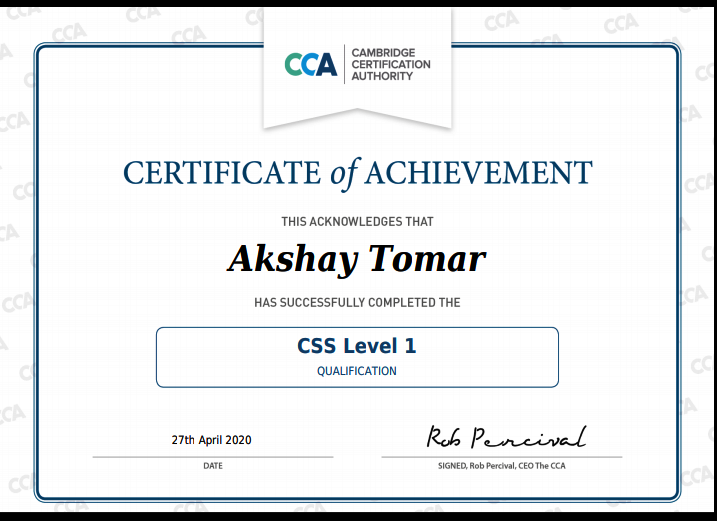 CCA
CAMBRIDGE
CERTIFICATION
AUTHORITY
CERTIFICATE of ACHIEVEMENT
THIS ACKNOWLEDGES THAT
Akshay Tomar
HAS SUCCESSFULLY COMPLETED THE
CSS Level 1
QUALIFICATION
27th April 2020
Rob Percival
DATE
SIGNED, Rob Percival, CEO The CCA